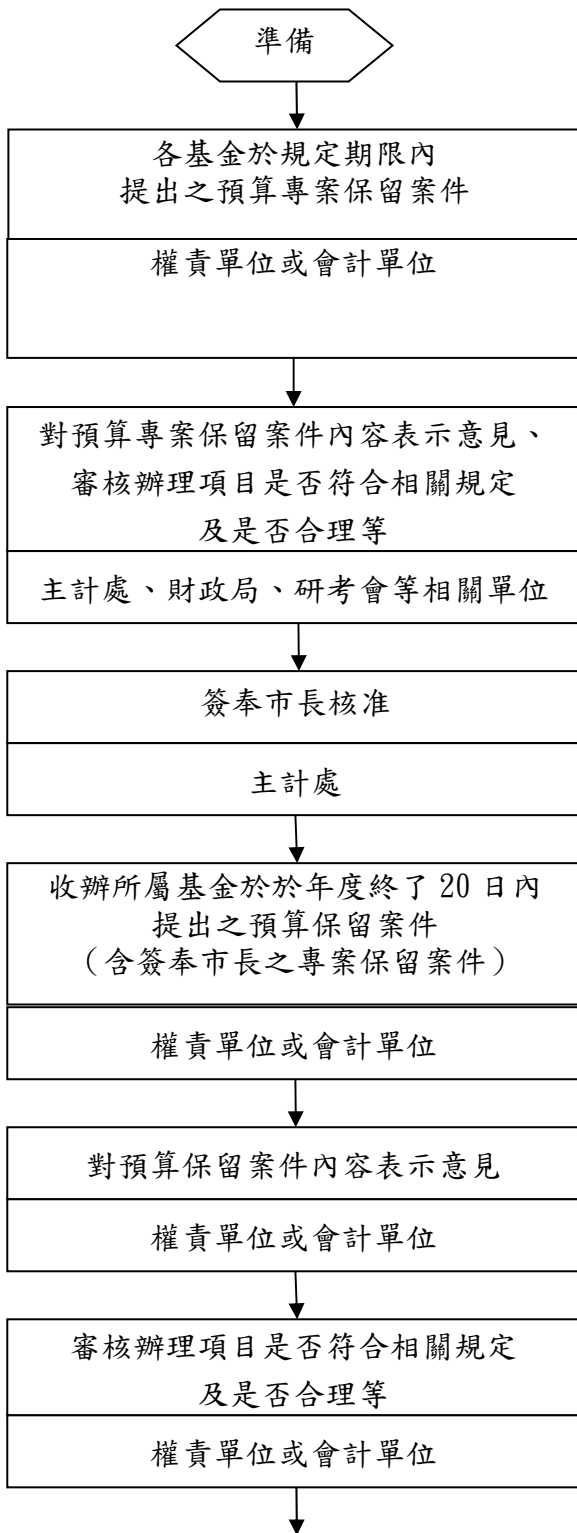 準備
各基金於規定期限內
提出之預算專案保留案件
權責單位或會計單位
對預算專案保留案件內容表示意見、
審核辦理項目是否符合相關規定
及是否合理等
主計處、財政局、研考會等相關單位
簽奉市長核准
主計處
收辦所屬基金於於年度終了 20 日內
提出之預算保留案件
（含簽奉市長之專案保留案件）
權責單位或會計單位
對預算保留案件內容表示意見
權責單位或會計單位
審核辦理項目是否符合相關規定
及是否合理等
權責單位或會計單位